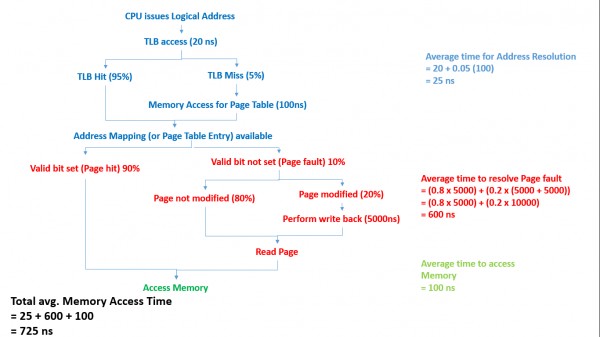 CPU issues Logical Address
TLB access (20 ns)
TLB Hit (95%)
TLB Miss (5%)
Memory Access for Page Table (100ns)
Address Mapping (or Page Table Entry) available
Valid bit set (Page hit) 90%
Valid bit not set (Page fault) 10%
Page not modified (80%)
Page modified (20%)
Perform write back (5000ns)
Read Page
Access Memory
Average time for Address Resolution
= 20 + 0.05 (100)
= 25 ns
Average time to resolve Page fault
= (0.8 x 5000) + (0.2 x (5000 + 5000))
= (0.8 x 5000) + (0.2 x 10000)
= 600 ns
Average time to access
Memory
= 100 ns
Total avg. Memory Access Time
= 25 + 600 + 100
= 725 ns